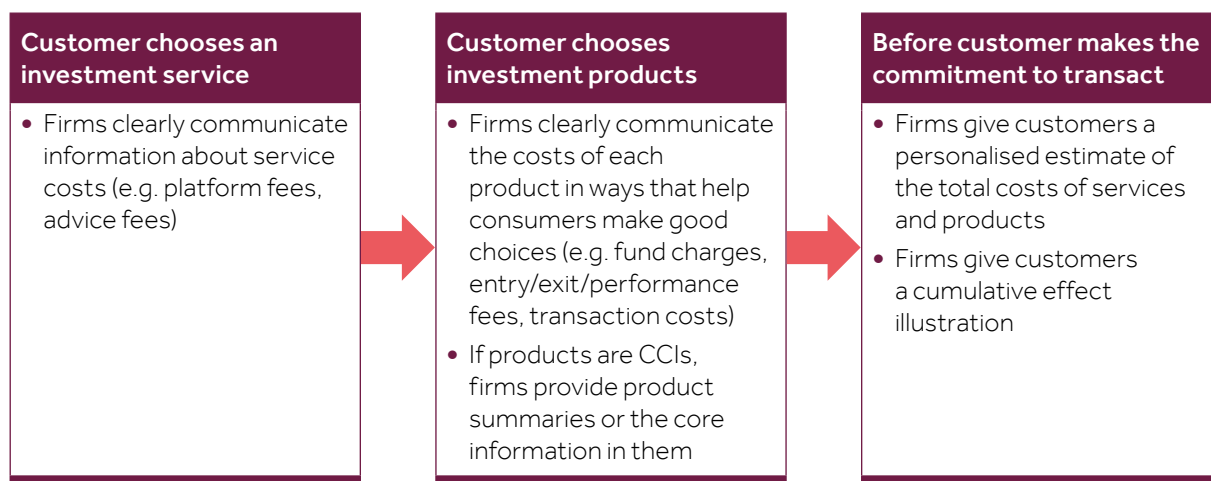 Customer chooses an
investment service
• Firms clearly communicate
information about service
costs (e.g. platform fees,
advice fees)
Customer chooses
investment products
• Firms clearly communicate
the costs of each
product in ways that help
consumers make good
choices (e.g. fund charges,
entry/exit/performance
fees, transaction costs)
• If products are CCIs,
firms provide product
summaries or the core
information in them
Before customer makes the
commitment to transact
• Firms give customers a
personalised estimate of
the total costs of services
and products
• Firms give customers
a cumulative effect
illustration